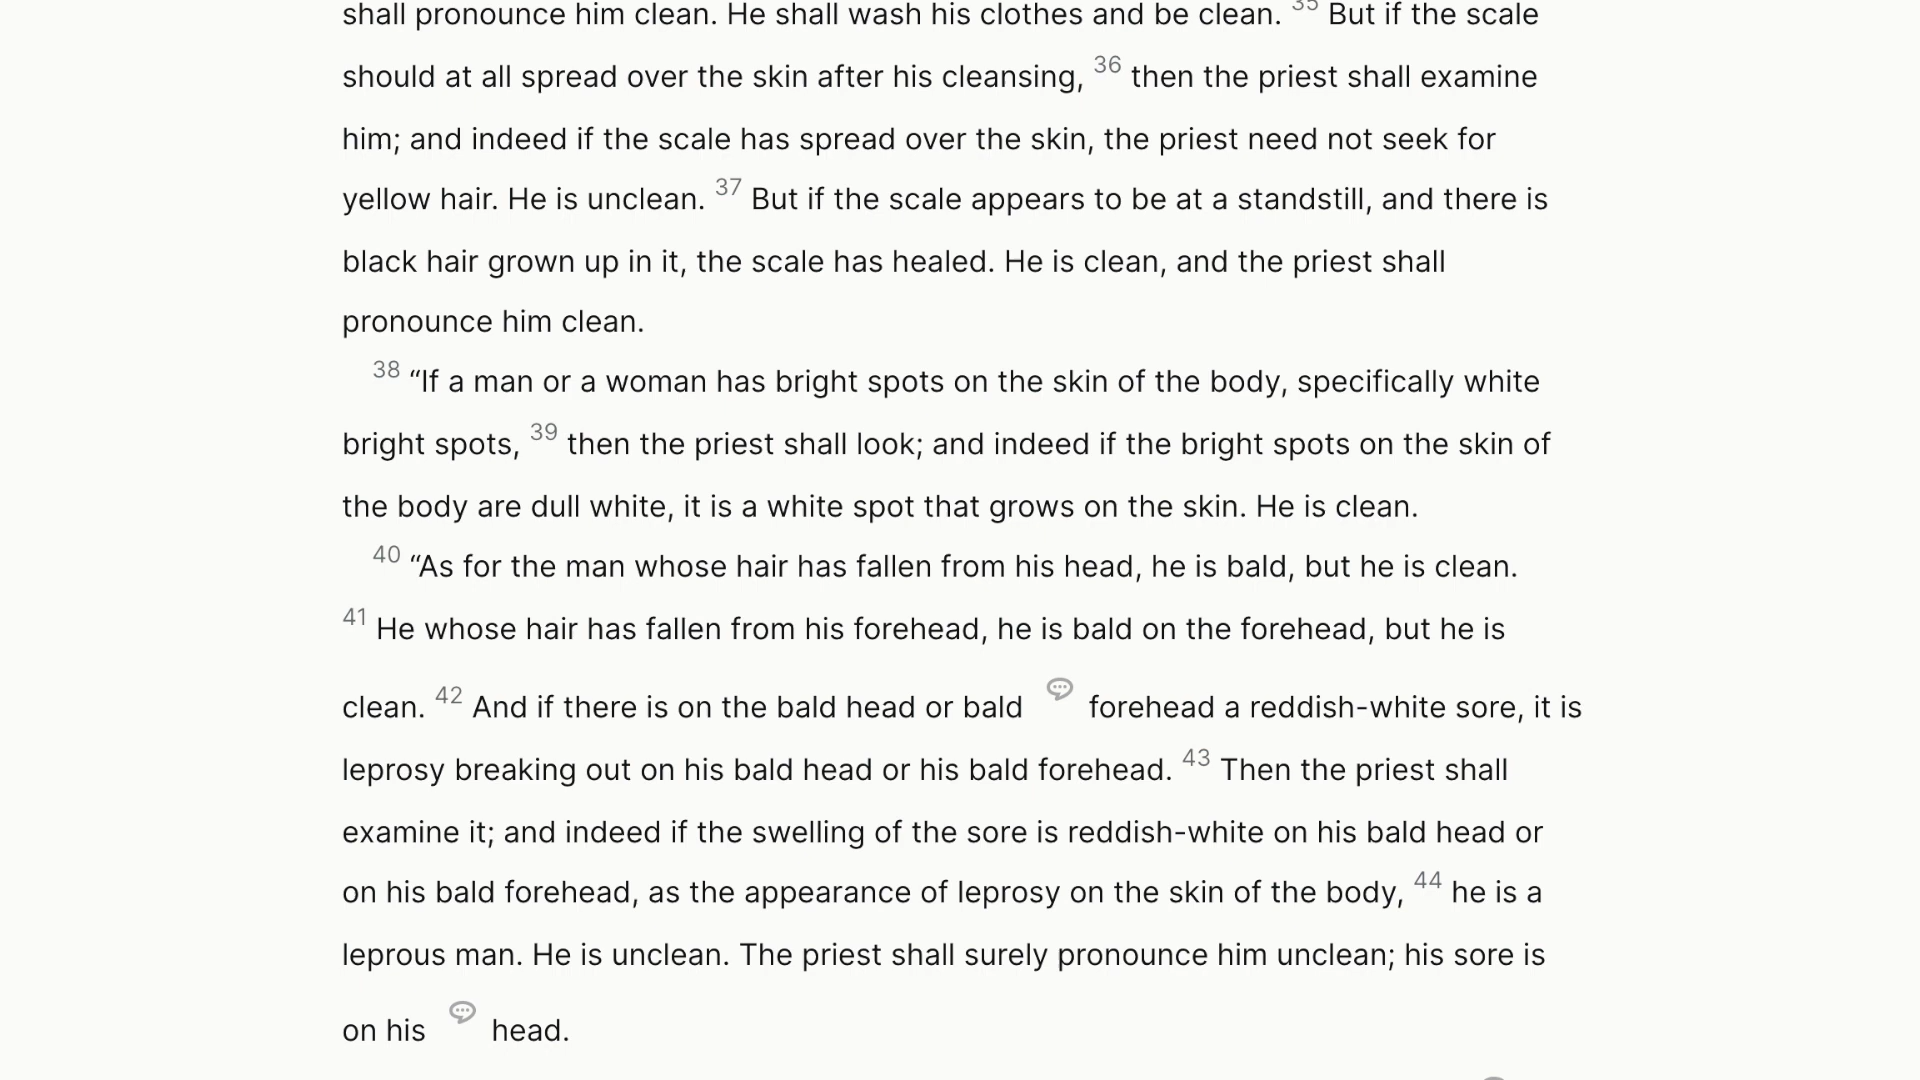 shall pronounce him clean. He shall wash his clothes and be clean. 35 But if the scale
should at all spread over the skin after his cleansing, 36 then the priest shall examine
him; and indeed if the scale has spread over the skin, the priest need not seek for
yellow hair. He is unclean. 37 But if the scale appears to be at a standstill, and there is
black hair grown up in it, the scale has healed. He is clean, and the priest shall
pronounce him clean.
38 “If a man or a woman has bright spots on the skin of the body, specifically white
bright spots, 39 then the priest shall look; and indeed if the bright spots on the skin of
the body are dull white, it is a white spot that grows on the skin. He is clean.
40 “As for the man whose hair has fallen from his head, he is bald, but he is clean.
41 He whose hair has fallen from his forehead, he is bald on the forehead, but he is
clean. 42 And if there is on the bald head or bald forehead a reddish-white sore, it is
leprosy breaking out on his bald head or his bald forehead. 43 Then the priest shall
examine it; and indeed if the swelling of the sore is reddish-white on his bald head or
on his bald forehead, as the appearance of leprosy on the skin of the body, 44 he is a
leprous man. He is unclean. The priest shall surely pronounce him unclean; his sore is
on his head.